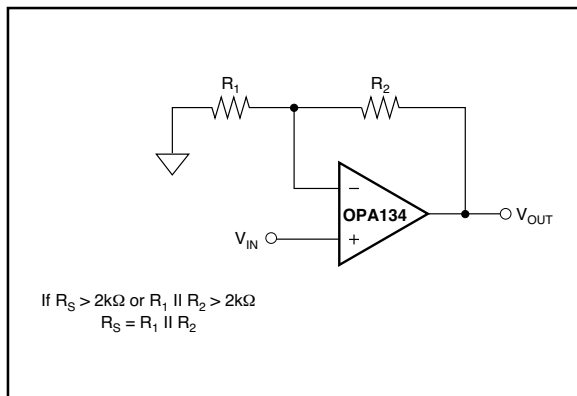 R1 R2
−
OPA134
VOUT
VIN
+
If RS > 2kΩ or R1 II R2 > 2kΩ
RS = R1 II R2